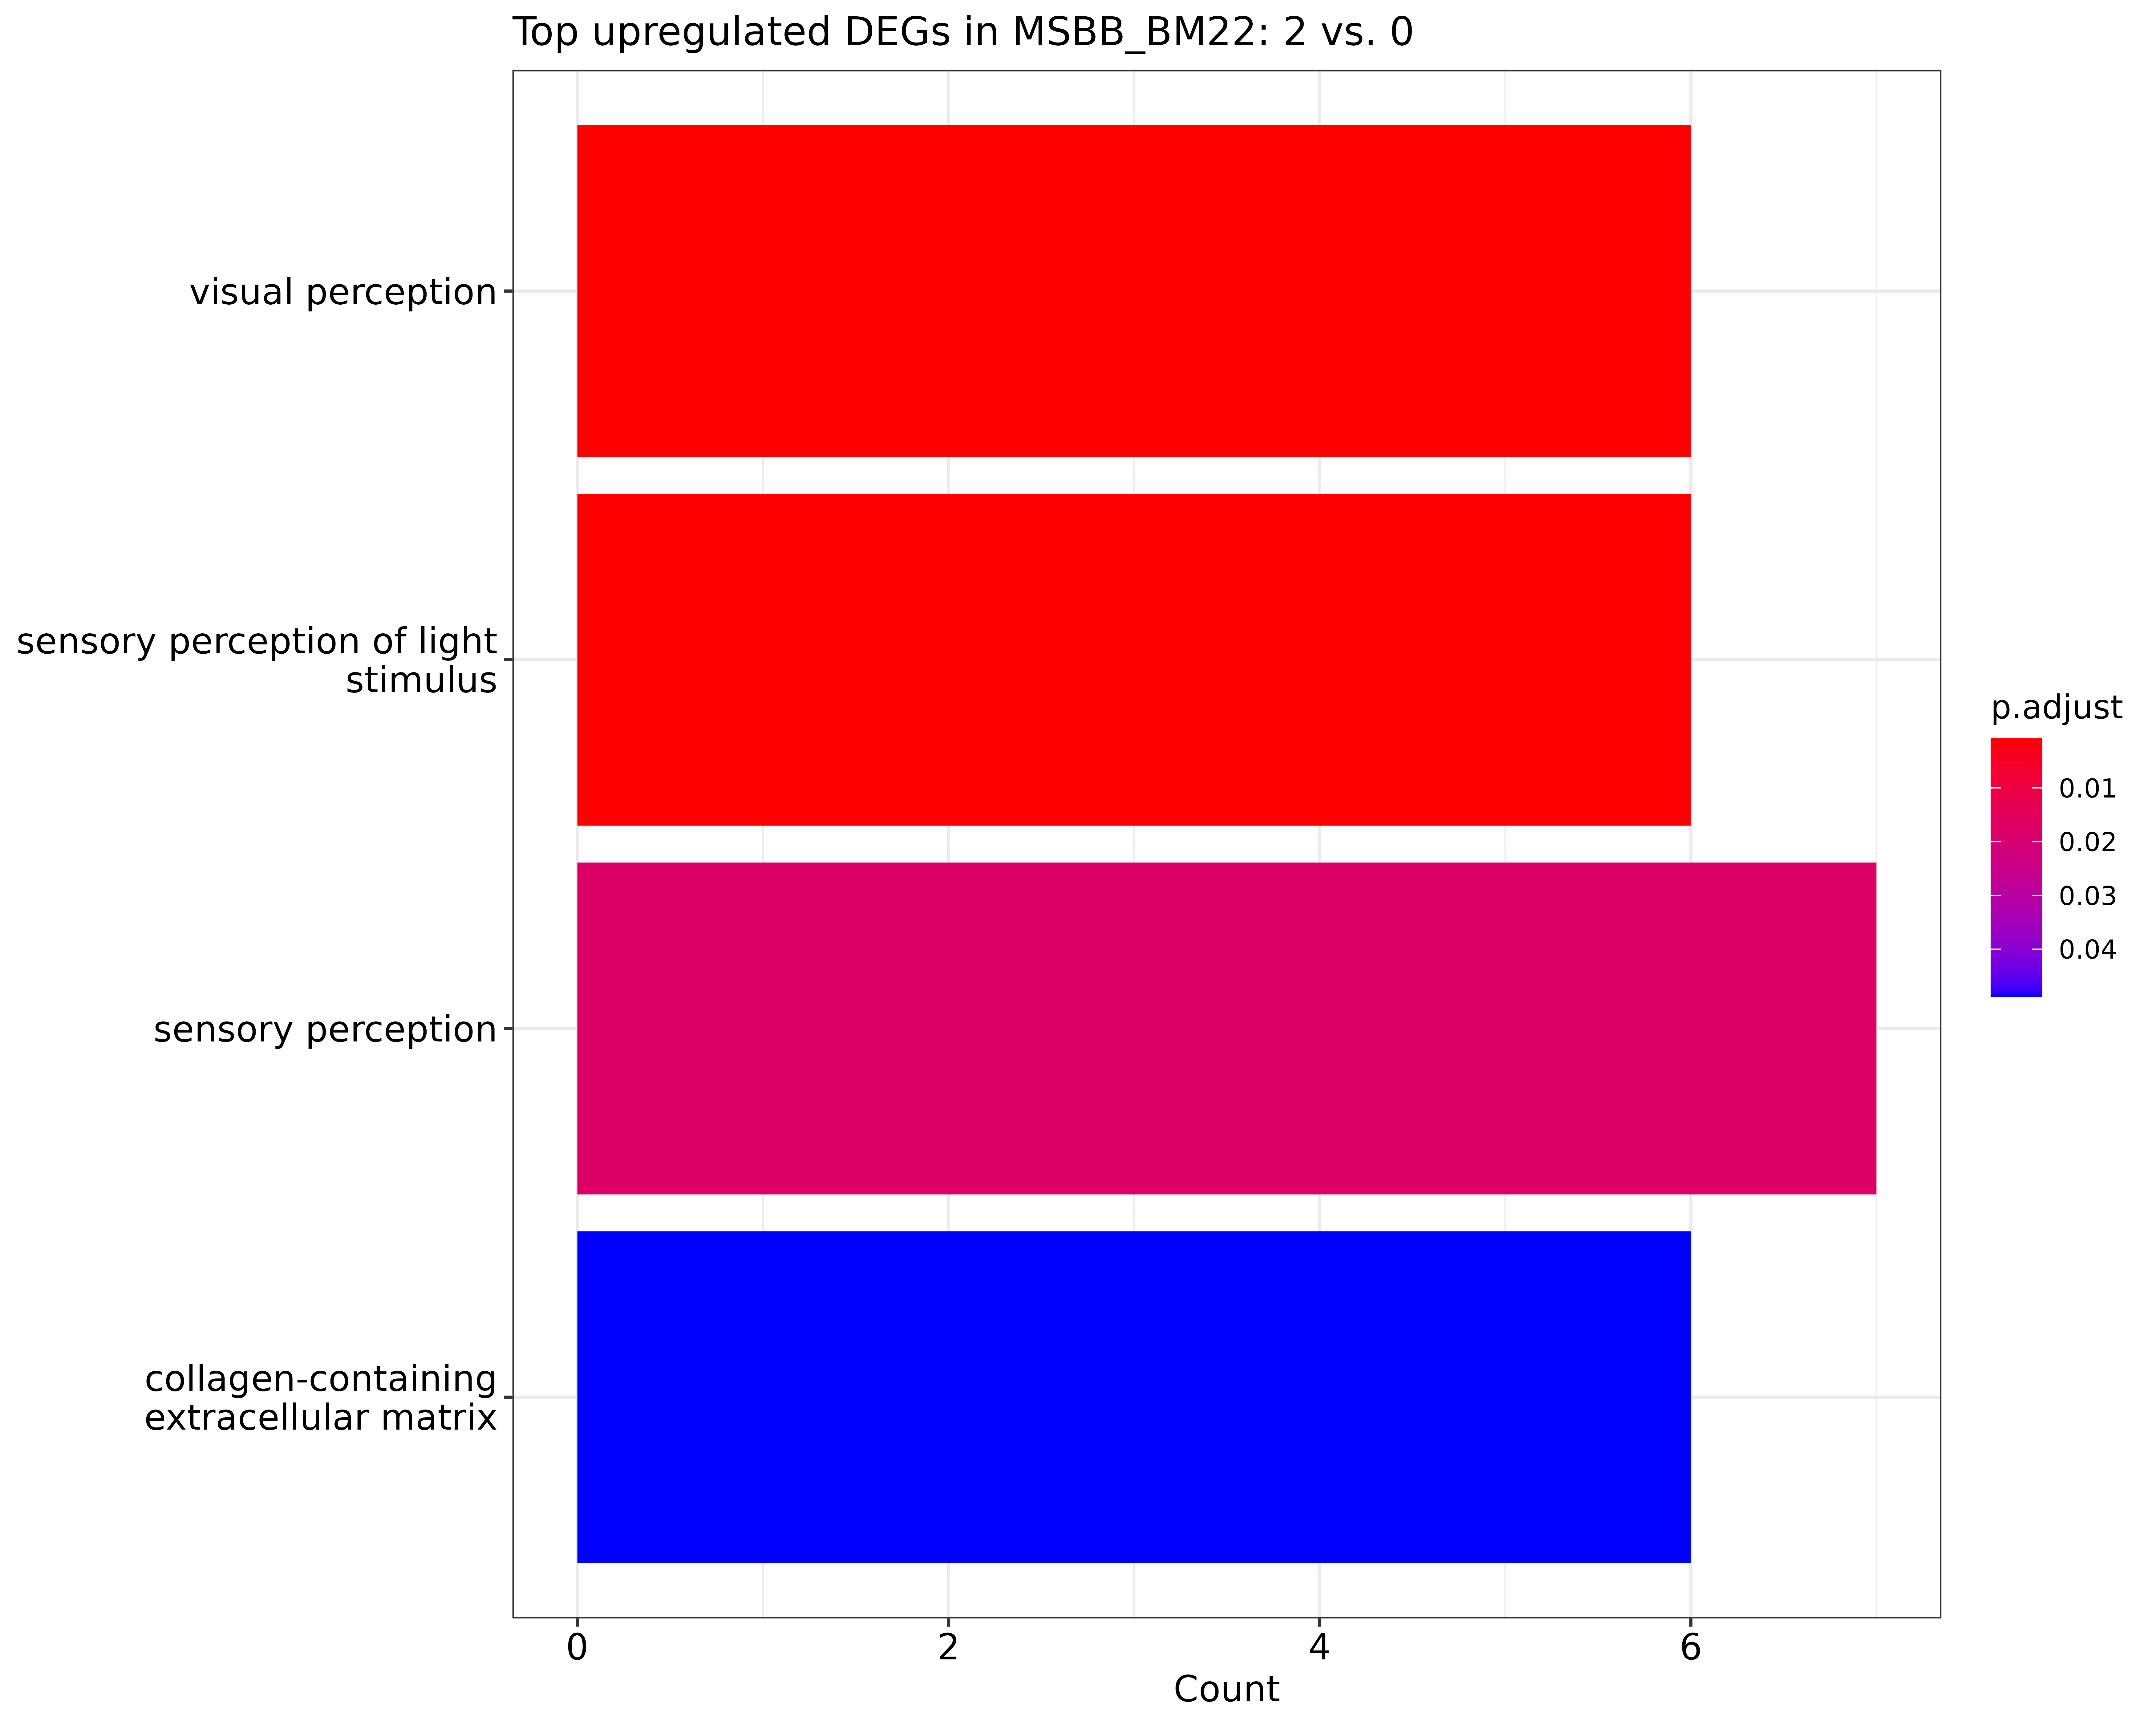 Top upregulated DEGs in MSBB_BM22: 2 vs. 0
visual perception
sensory perception of light
stimulus
sensory perception
collagen-containing
extracellular matrix
0 2 4 6
Count
p.adjust
0.01
0.02
0.03
0.04